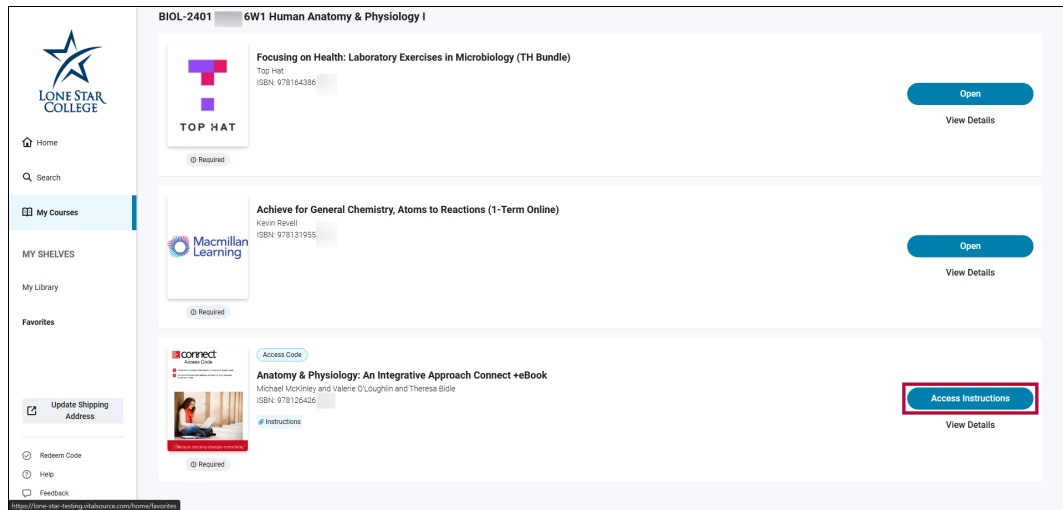 BIOL-2401 6W1 Human Anatomy & Physiology I
LONE STAR
COLLEGE
Home
Search
My Courses
MY SHELVES
My Library
Favorites
Update Shipping
Address
Redeem Code
Help
Feedback
https://lone-star-testing.vitalsource.com/home/favorites
TOP HAT
Required
Focusing on Health: Laboratory Exercises in Microbiology (TH Bundle)
Top Hat
ISBN: 978164386
Open
View Details
Macmillan
Learning
Required
Achieve for General Chemistry, Atoms to Reactions (1-Term Online)
Kevin Revell
ISBN: 978131955
Open
View Details
connect
Access Code
Required
Access Code
Anatomy & Physiology: An Integrative Approach Connect +eBook
Michael McKinley and Valerie O'Loughlin and Theresa Bidle
ISBN: 978126426
Instructions
Access Instructions
View Details